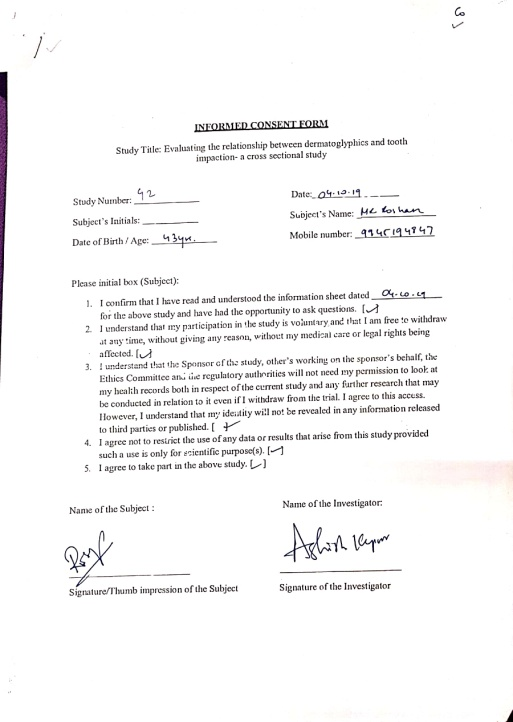 Co
INFORMED CONSENT FORM
Study Title: Evaluating the relationship between dermatoglyphics and tooth
impaction- a cross sectional study
Study Number: 42
Date: 04.10.19
Subject's Initials:
Subject's Name: Mr Roshan
Date of Birth / Age: 43yr.
Mobile number: 9945194847
Please initial box (Subject):
1. I confirm that I have read and understood the information sheet dated 04.10.19
for the above study and have had the opportunity to ask questions. [✓]
2. I understand that my participation in the study is voluntary and that I am free to withdraw
at any time, without giving any reason, without my medical care or legal rights being
affected. [✓]
3. I understand that the Sponsor of the study, other's working on the sponsor's behalf, the
Ethics Committee and the regulatory authorities will not need my permission to look at
my health records both in respect of the current study and any further research that may
be conducted in relation to it even if I withdraw from the trial. I agree to this access.
However, I understand that my identity will not be revealed in any information released
to third parties or published. [
4. I agree not to restrict the use of any data or results that arise from this study provided
such a use is only for scientific purpose(s). [✓]
5. I agree to take part in the above study. [✓]
Name of the Subject :
Name of the Investigator:
Ashish Kapoor
Signature/Thumb impression of the Subject
Signature of the Investigator